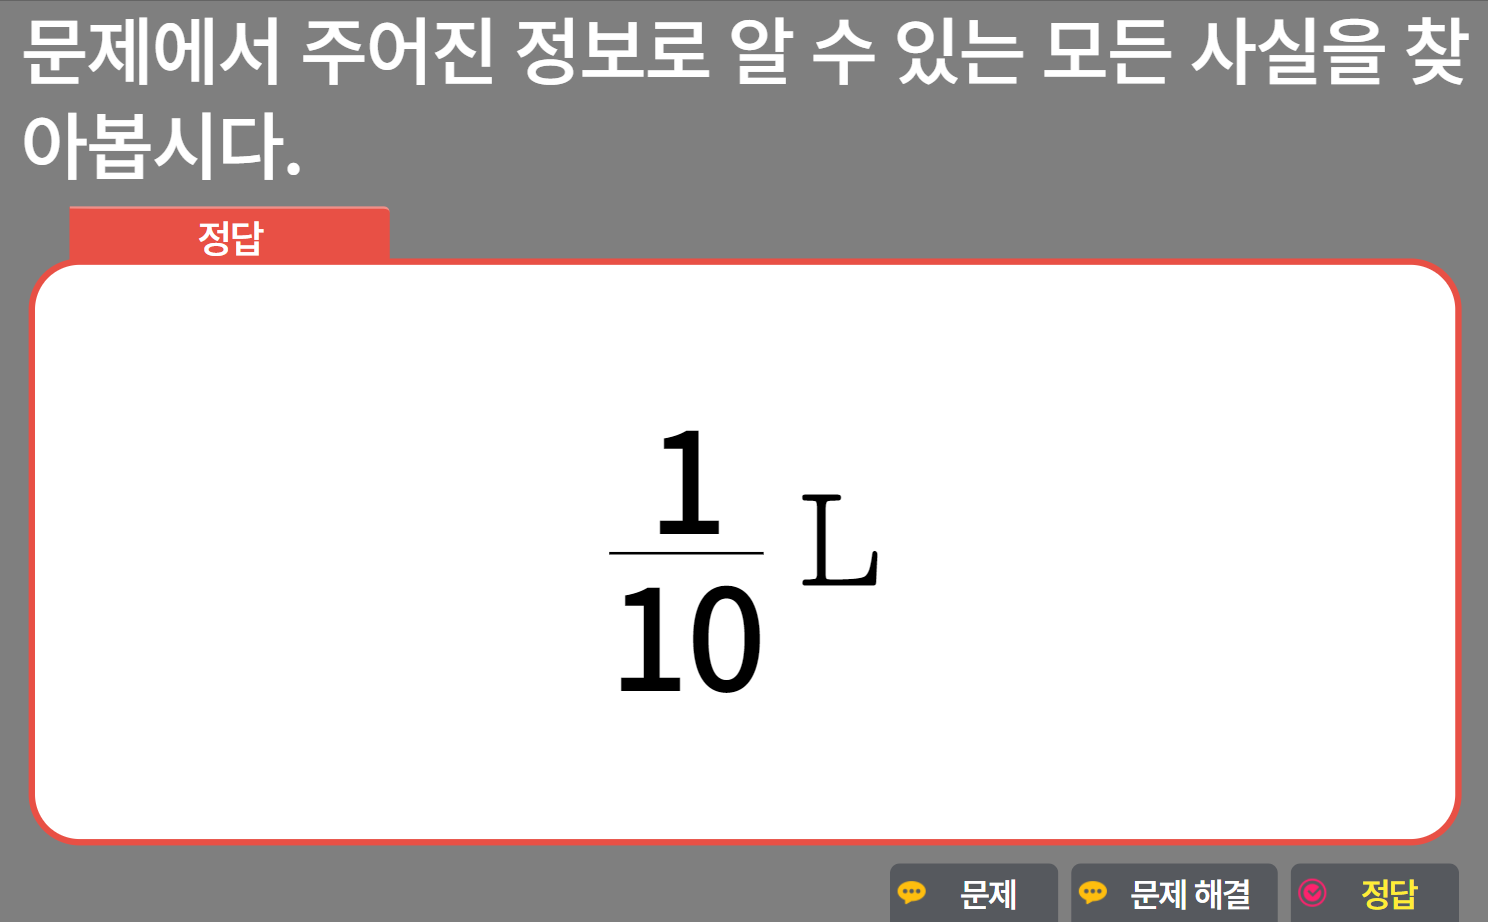 문제에서 주어진 정보로 알 수 있는 모든 사실을 찾
아봅시다.
정답
1
10 L
문제 문제 해결 정답